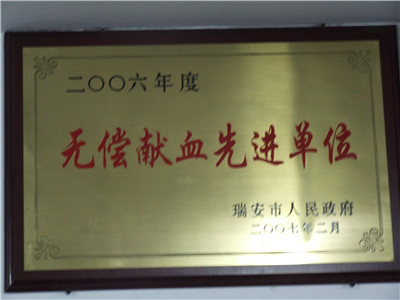 二〇〇六年度
无偿献血先进单位
瑞安市人民政府
二〇〇七年二月